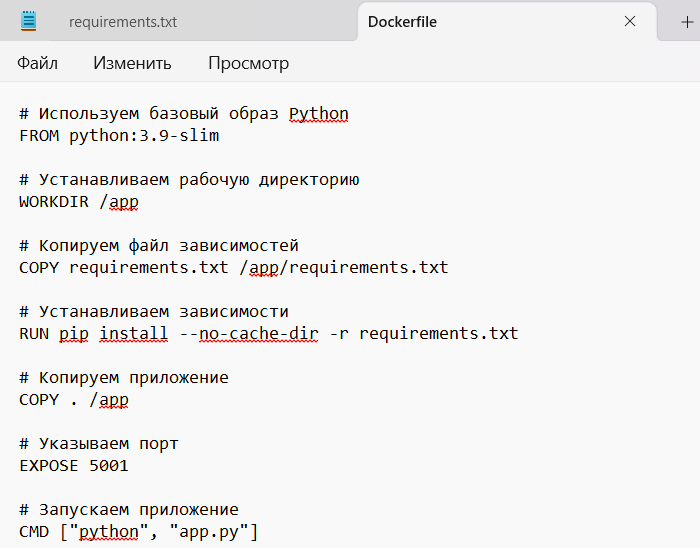 requirements.txt
Dockerfile
Файл Изменить Просмотр
# Используем базовый образ Python
FROM python:3.9-slim
# Устанавливаем рабочую директорию
WORKDIR /app
# Копируем файл зависимостей
COPY requirements.txt /app/requirements.txt
# Устанавливаем зависимости
RUN pip install --no-cache-dir -r requirements.txt
# Копируем приложение
COPY . /app
# Указываем порт
EXPOSE 5001
# Запускаем приложение
CMD ["python", "app.py"]